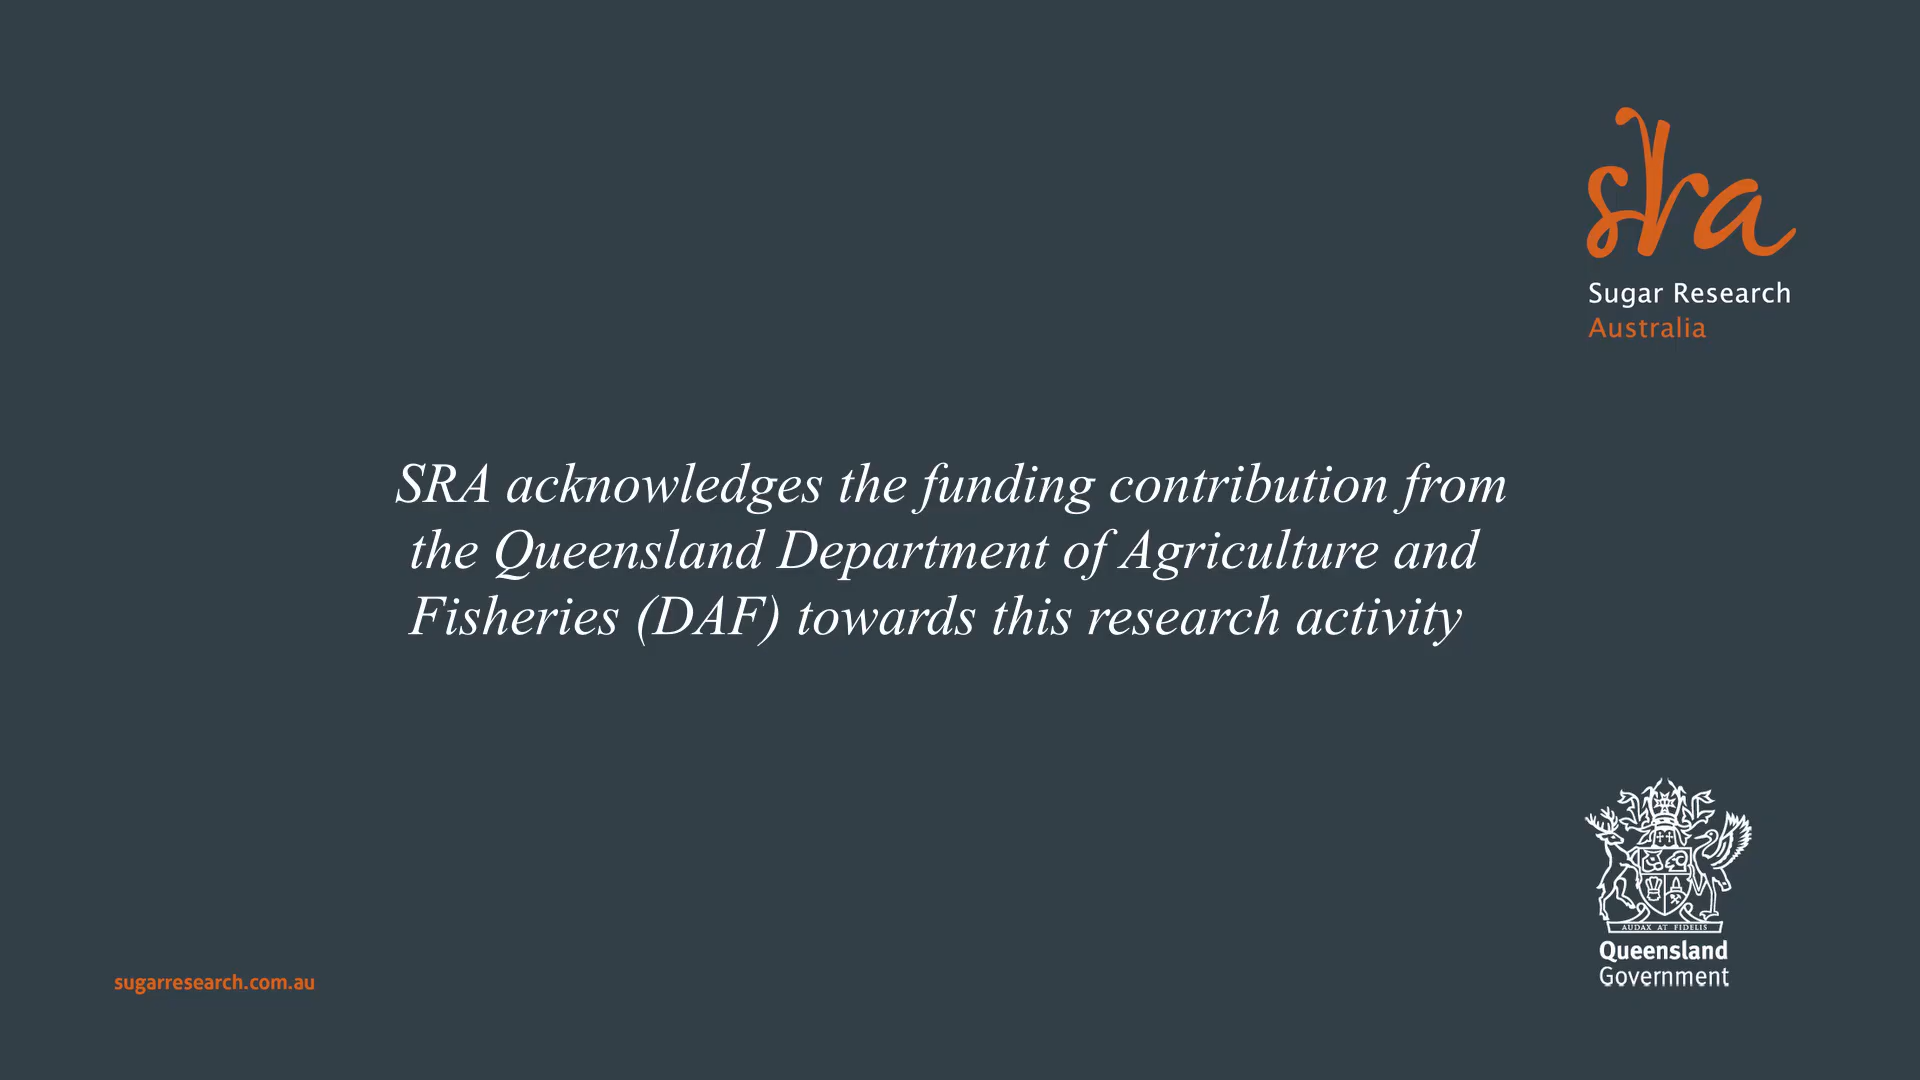 sra
Sugar Research
Australia
SRA acknowledges the funding contribution from
the Queensland Department of Agriculture and
Fisheries (DAF) towards this research activity
AUDAX AT FIDELIS
Queensland
Government
sugarresearch.com.au